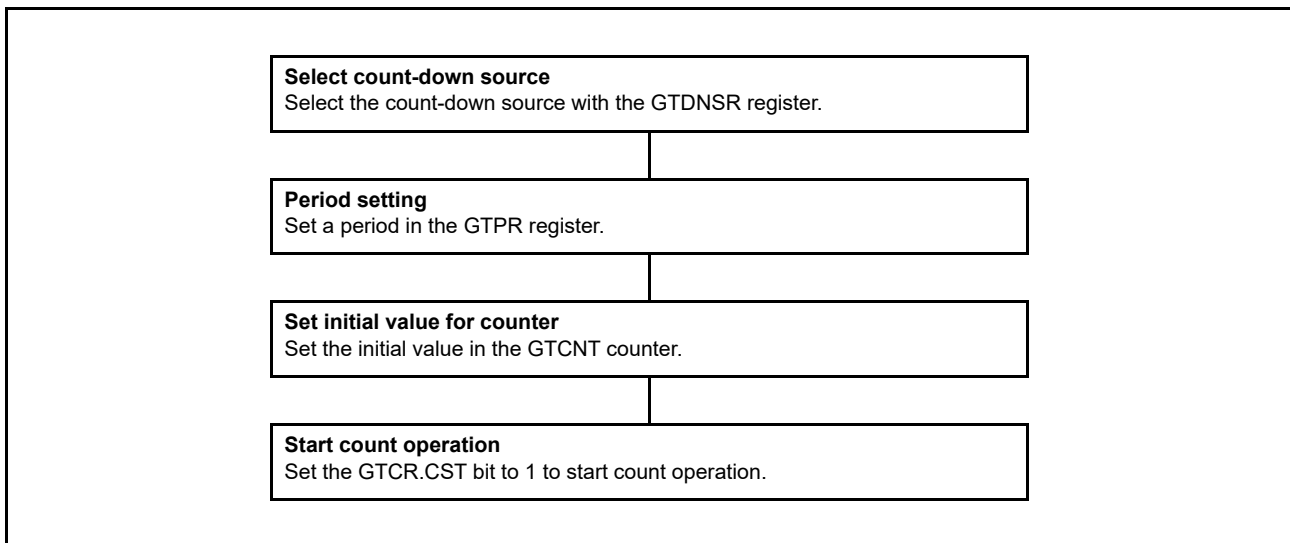 Select count-down source
Select the count-down source with the GTDNSR register.
Period setting
Set a period in the GTPR register.
Set initial value for counter
Set the initial value in the GTCNT counter.
Start count operation
Set the GTCR.CST bit to 1 to start count operation.